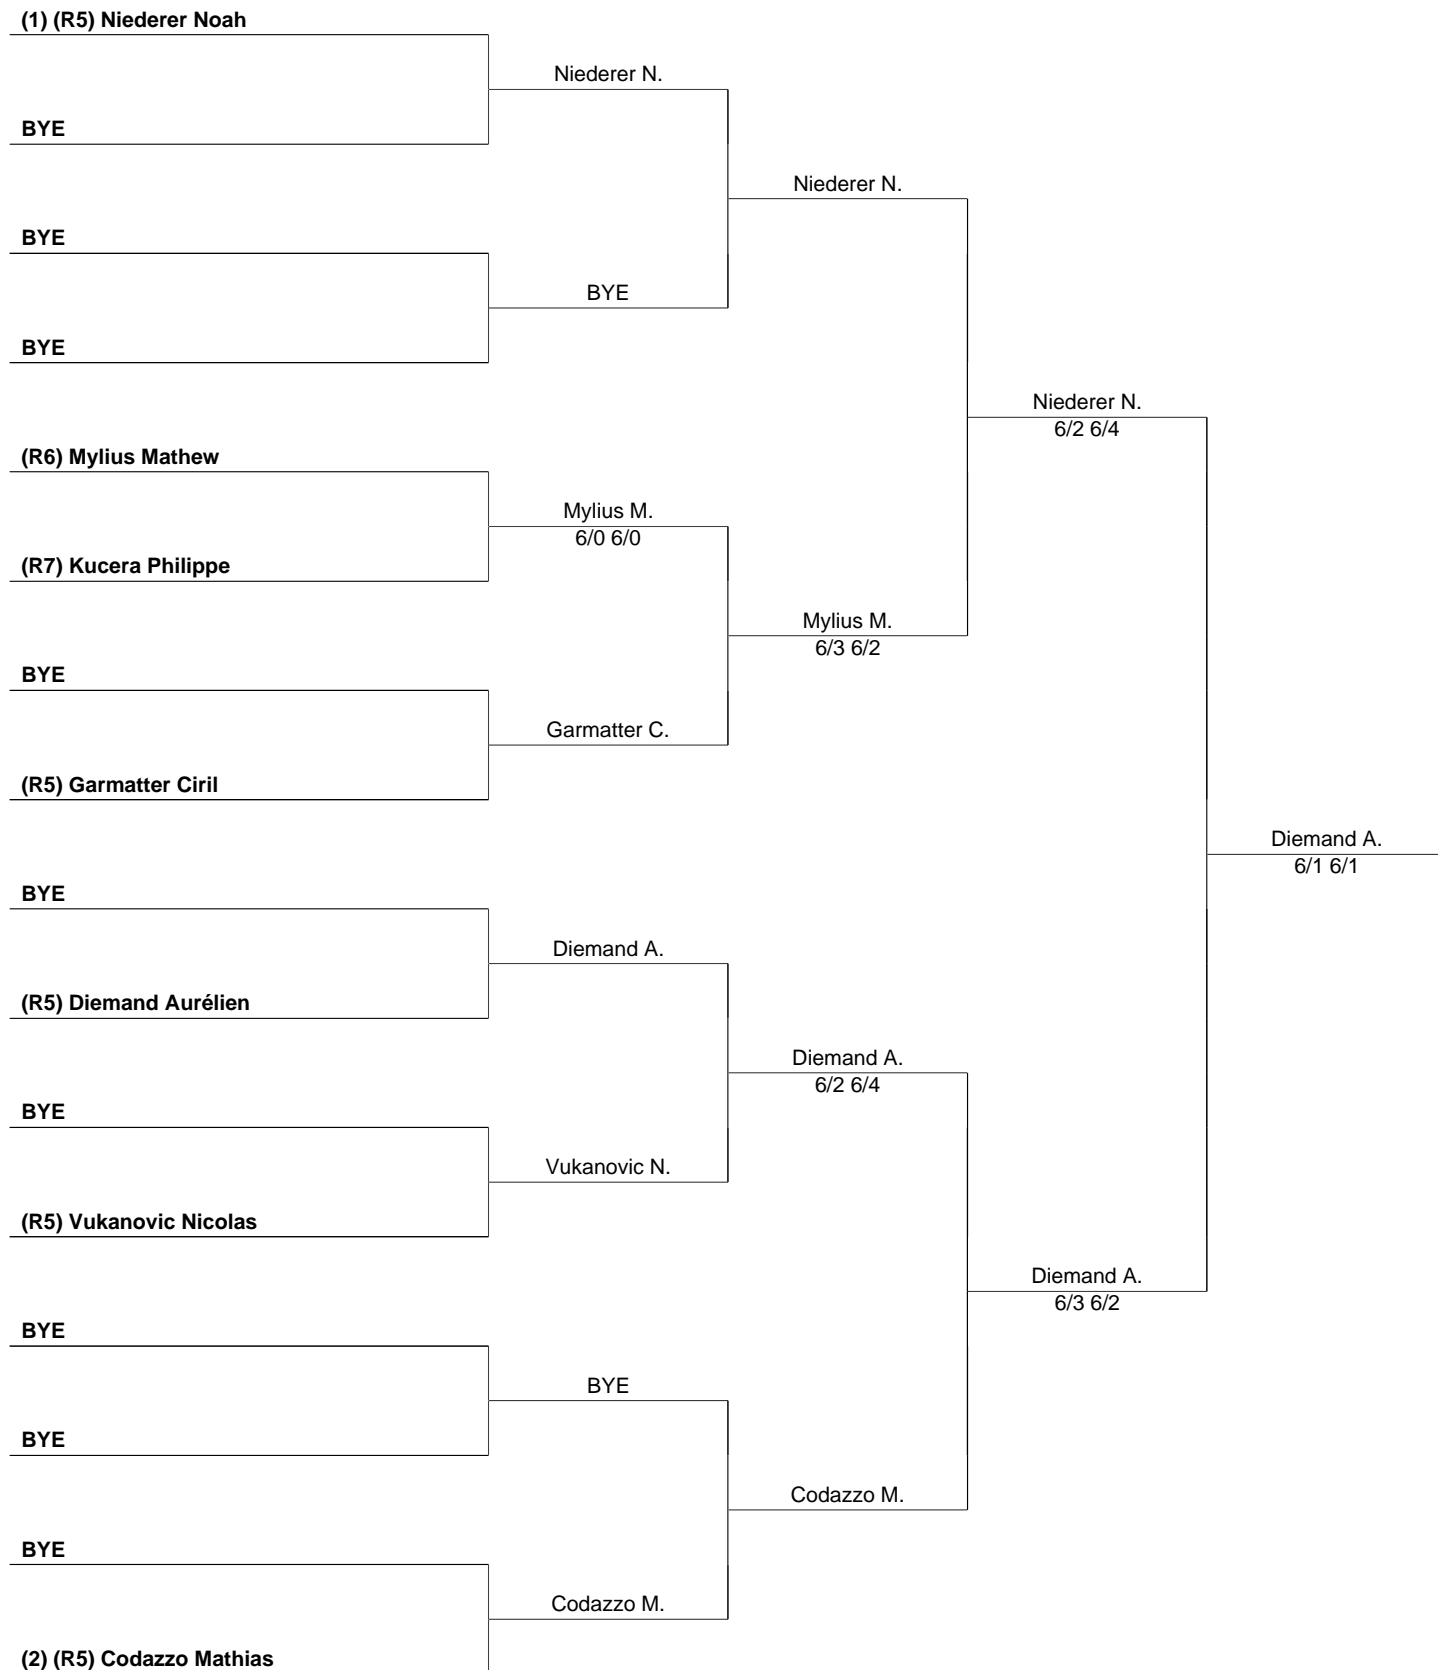 (1) (R5) Niederer Noah
Niederer N.
BYE
Niederer N.
BYE
BYE
BYE
Niederer N.
6/2 6/4
(R6) Mylius Mathew
Mylius M.
6/0 6/0
(R7) Kucera Philippe
Mylius M.
6/3 6/2
BYE
Garmatter C.
(R5) Garmatter Ciril
Diemand A.
6/1 6/1
BYE
Diemand A.
(R5) Diemand Aurélien
Diemand A.
6/2 6/4
BYE
Vukanovic N.
(R5) Vukanovic Nicolas
Diemand A.
6/3 6/2
BYE
BYE
BYE
Codazzo M.
BYE
Codazzo M.
(2) (R5) Codazzo Mathias